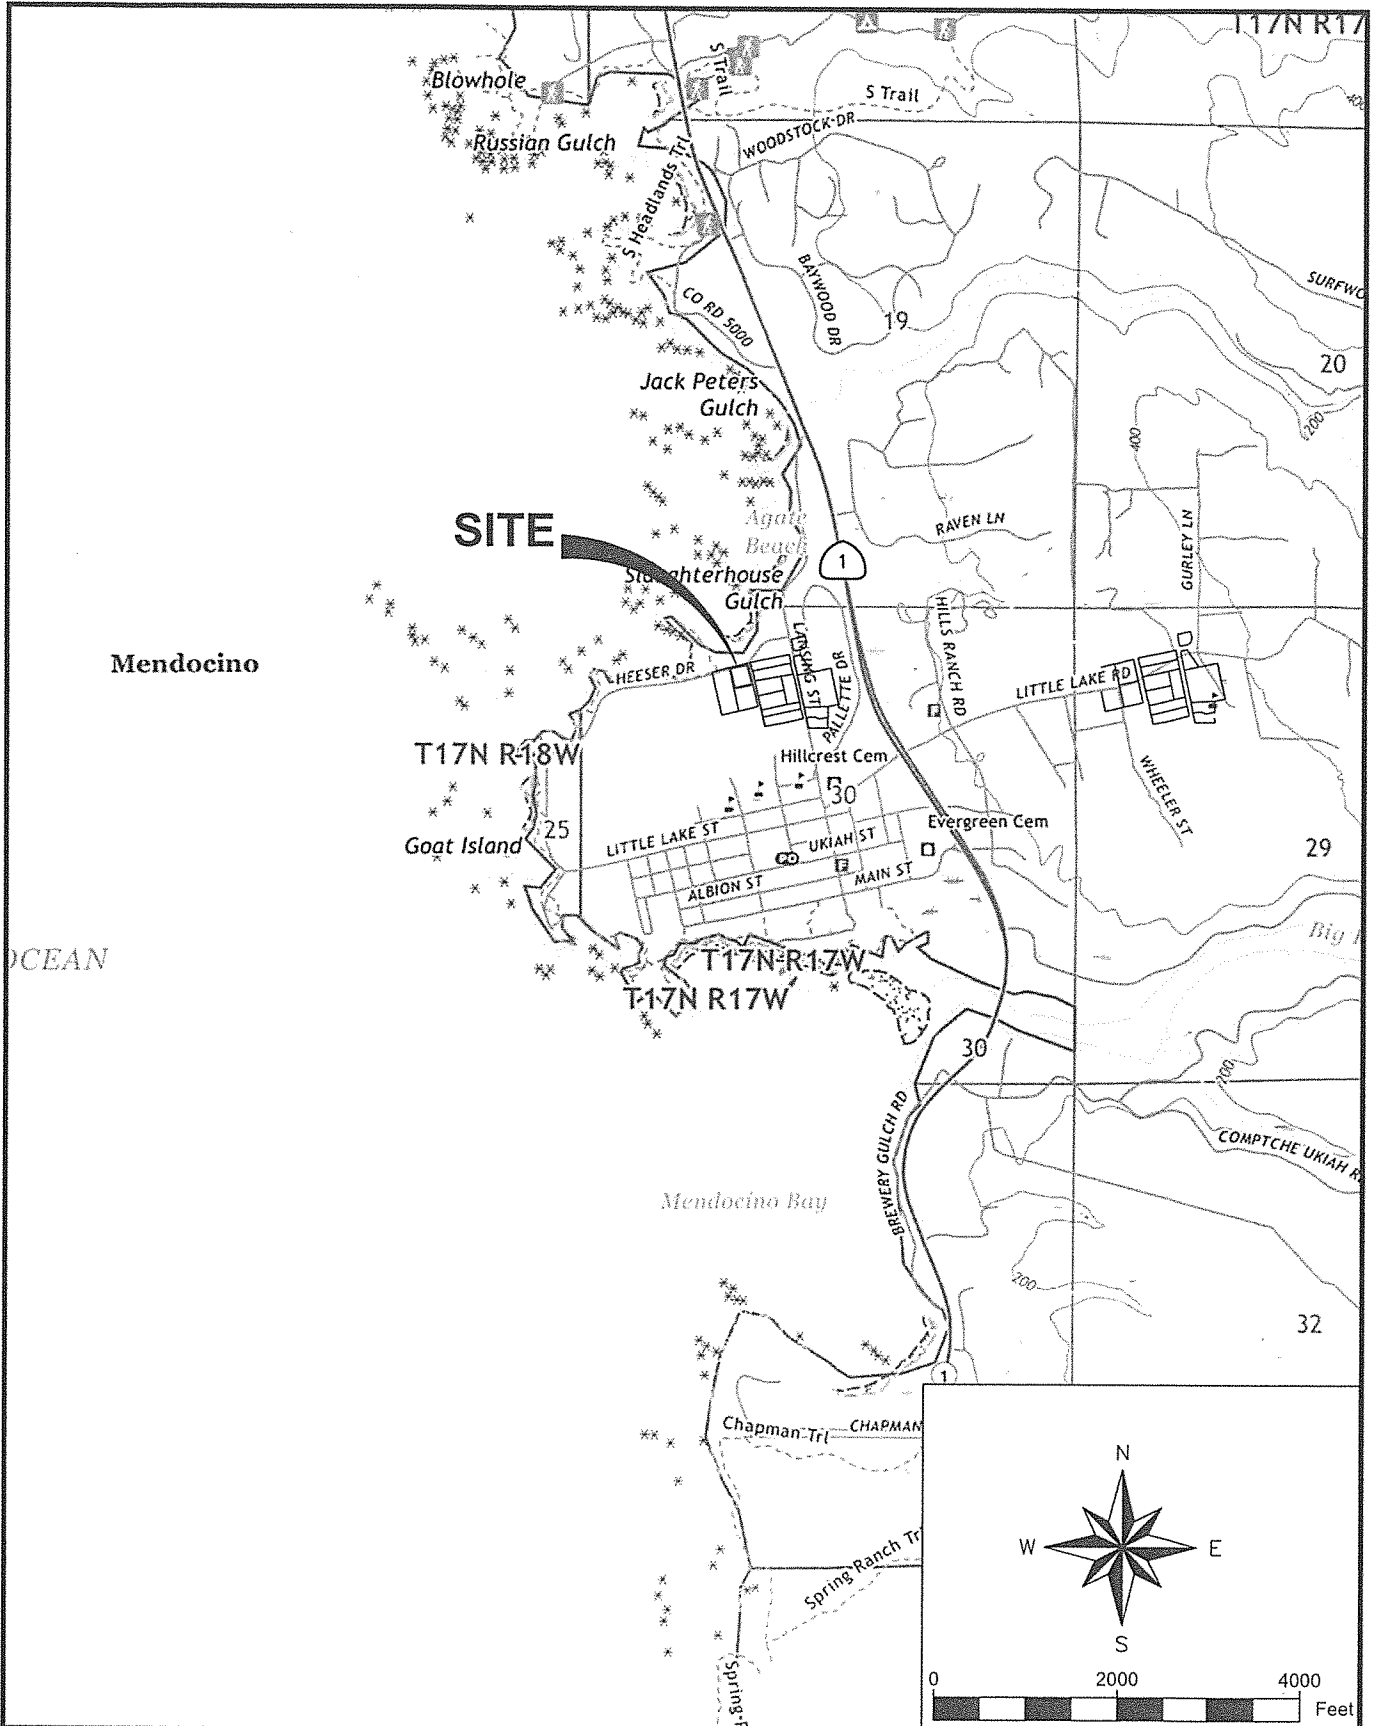 T17N R17
S Trail
Blowhole
S Trail
400
WOODSTOCK DR
Russian Gulch
S Headlands Trl
BAYWOOD DR
SURFWO
CO RD 5000
19
20
Jack Peters
Gulch
200
400
SITE
Agate
Beach
RAVEN LN
GURLEY LN
1
Slaughterhouse
Gulch
HILLS RANCH RD
LANSING ST
Mendocino
HEESER DR
PALLETTE DR
LITTLE LAKE RD
T17N R18W
Hillcrest Cem
WHEELER ST
30
25
Evergreen Cem
Goat Island
LITTLE LAKE ST
UKIAH ST
29
PO
F
ALBION ST
MAIN ST
OCEAN
Big
T17N R17W
T17N R17W
30
200
BREWERY GULCH RD
COMPTCHE UKIAH R
Mendocino Bay
200
32
1
Chapman Trl
CHAPMAN
N
W
E
S
Spring Ranch Tr
Spring
0 2000 4000
Feet